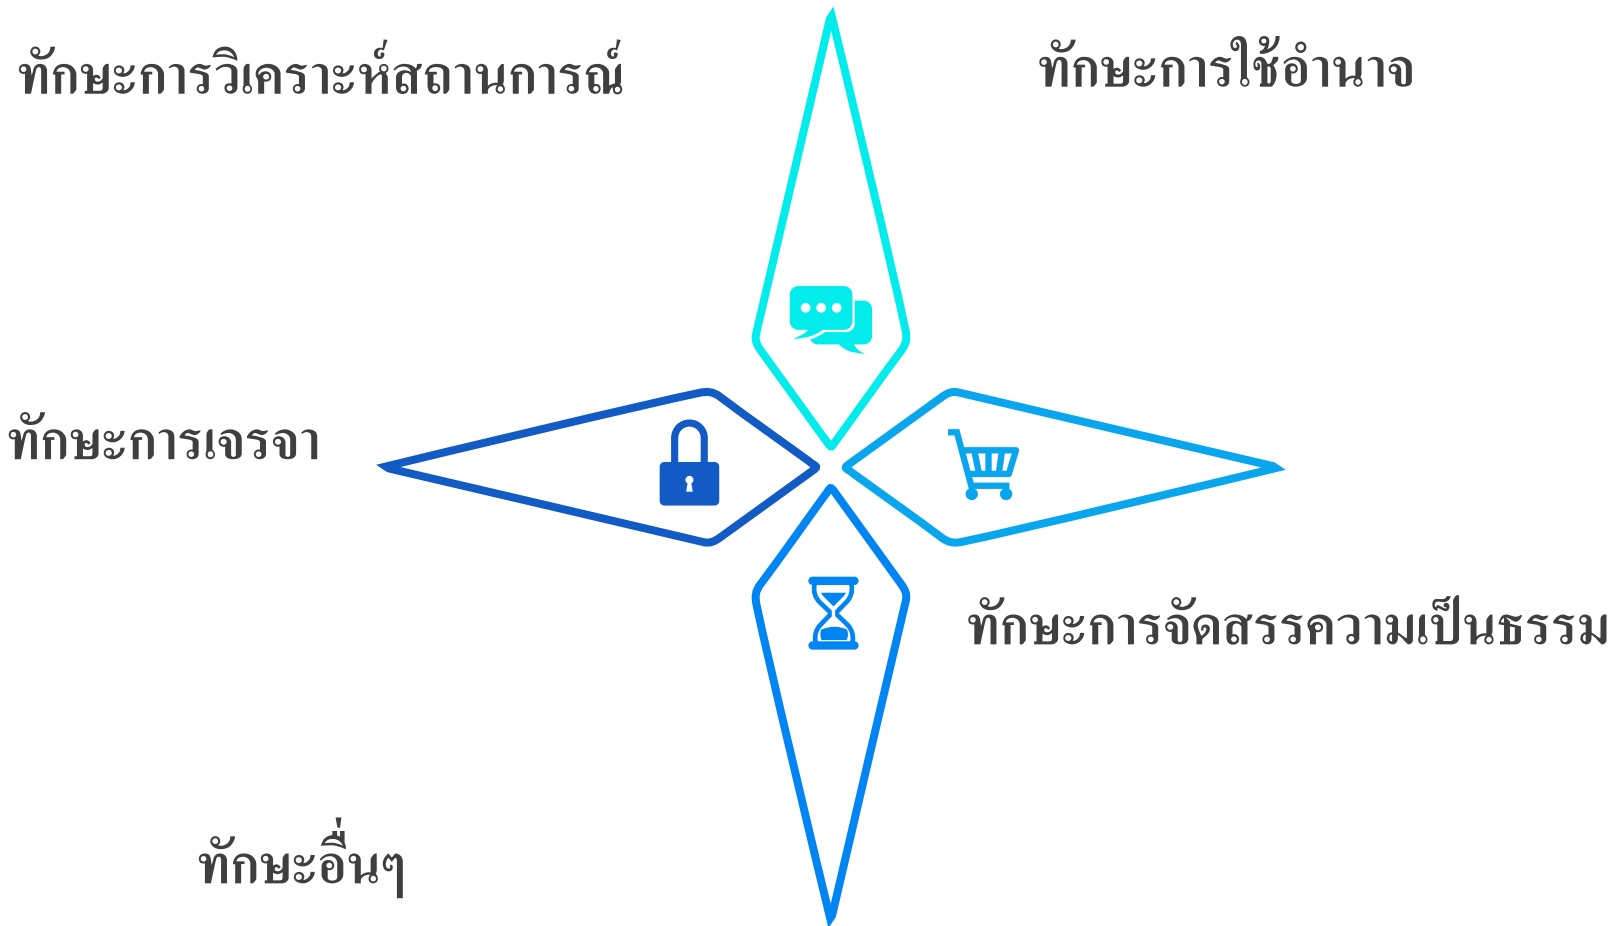 ทักษะการวิเคราะห์สถานการณ์
ทักษะการใช้อำนาจ
ทักษะการเจรจา
ทักษะการจัดสรรความเป็นธรรม
ทักษะอื่นๆ